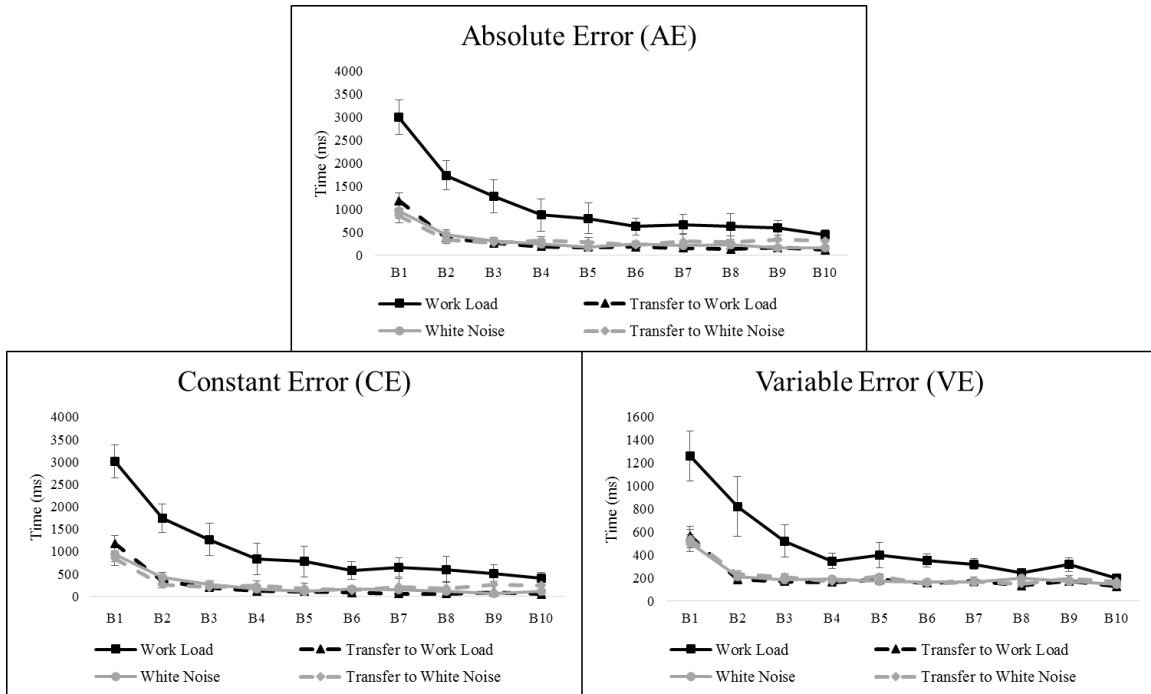 Absolute Error (AE)
4000
3500
3000
2500
2000
1500
1000
500
0
Time (ms)
B1 B2 B3 B4 B5 B6 B7 B8 B9 B10
Work Load Transfer to Work Load
White Noise Transfer to White Noise
Constant Error (CE)
4000
3500
3000
2500
2000
1500
1000
500
0
Time (ms)
B1 B2 B3 B4 B5 B6 B7 B8 B9 B10
Work Load Transfer to Work Load
White Noise Transfer to White Noise
Variable Error (VE)
1600
1400
1200
1000
800
600
400
200
0
Time (ms)
B1 B2 B3 B4 B5 B6 B7 B8 B9 B10
Work Load Transfer to Work Load
White Noise Transfer to White Noise